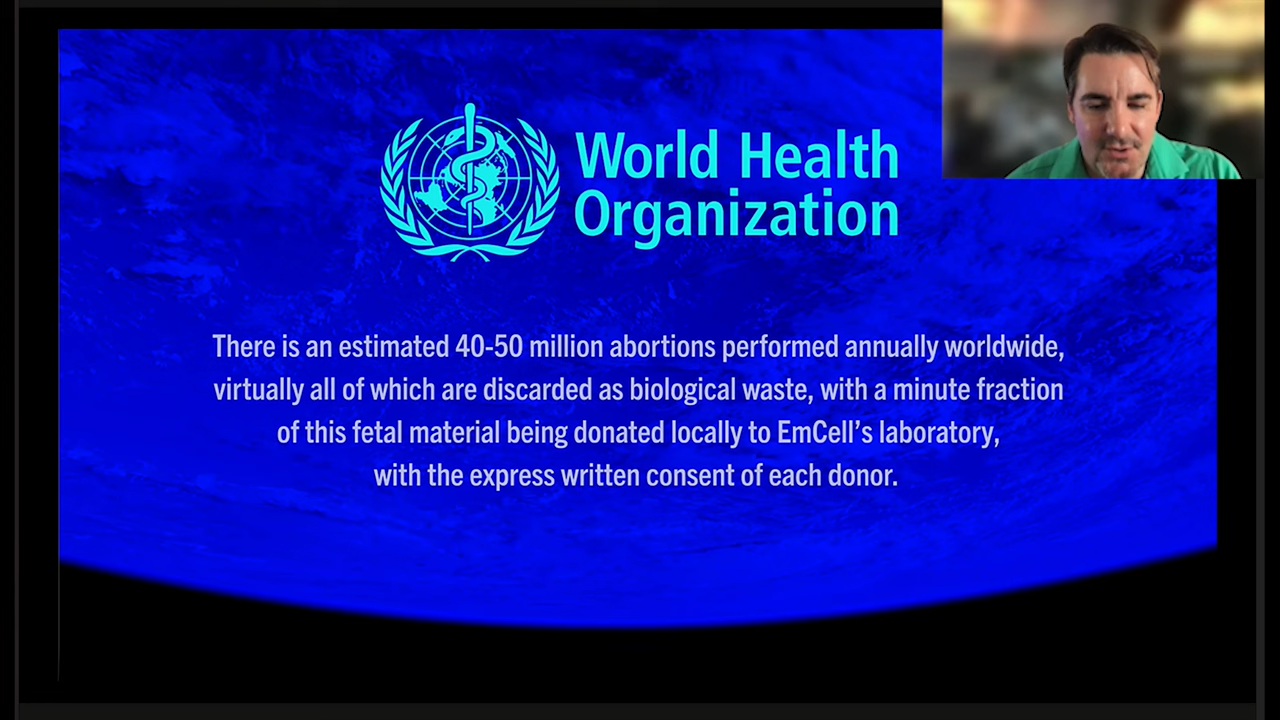 World Health
Organization
There is an estimated 40-50 million abortions performed annually worldwide,
virtually all of which are discarded as biological waste, with a minute fraction
of this fetal material being donated locally to EmCell’s laboratory,
with the express written consent of each donor.